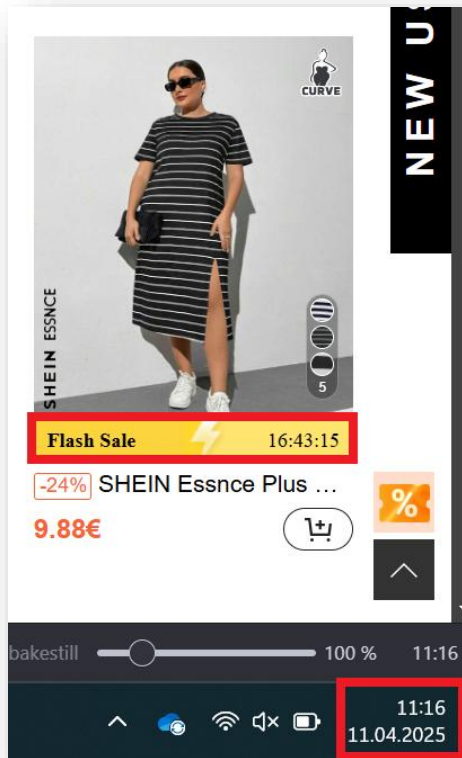 NEW US
CURVE
SHEIN ESSNCE
5
Flash Sale 16:43:15
-24% SHEIN Essnce Plus ...
%
9.88€
bakestill 100 % 11:16
11:16
11.04.2025